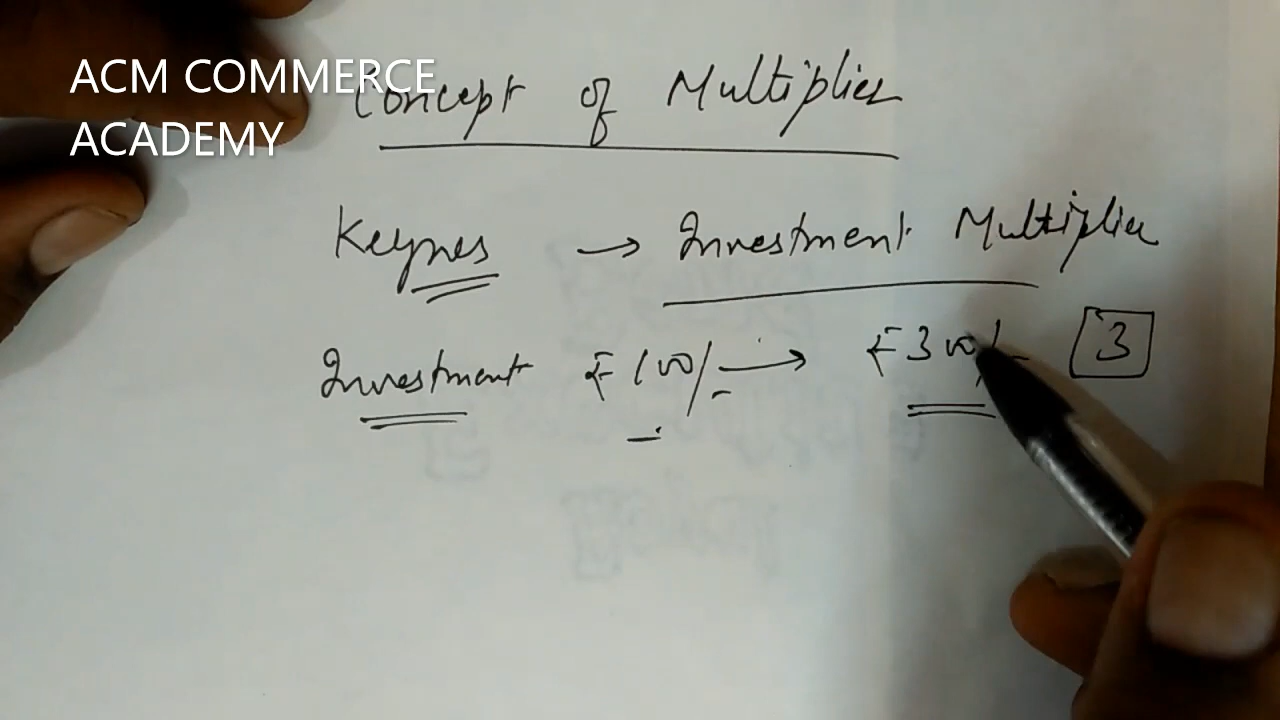 ACM COMMERCE
ACADEMY
Concept of Multiplier
Keynes → Investment Multiplier
Investment ₹ 100/- → ₹ 300/- 3